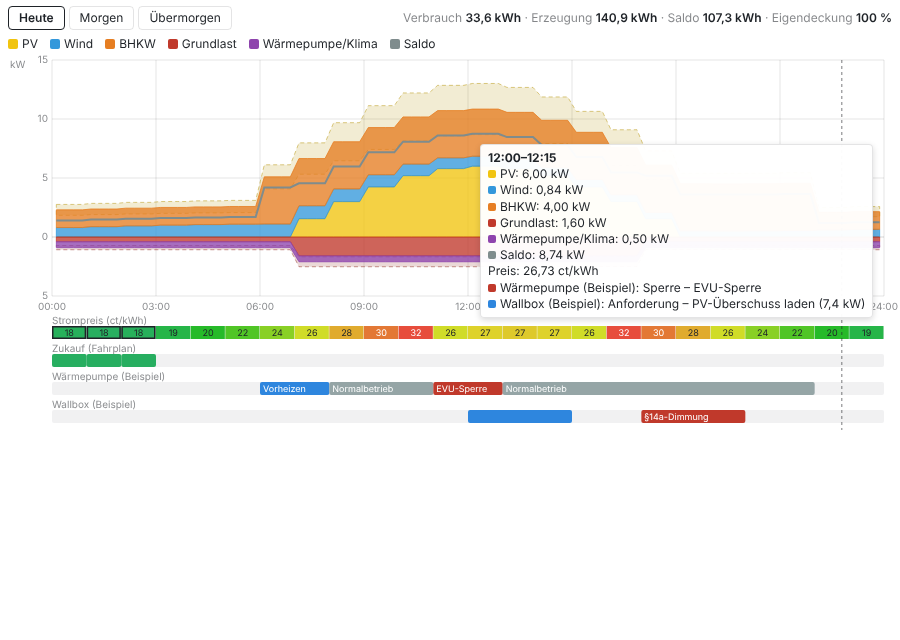 Heute Morgen Übermorgen Verbrauch 33,6 kWh · Erzeugung 140,9 kWh · Saldo 107,3 kWh · Eigendeckung 100 %
PV Wind BHKW Grundlast Wärmepumpe/Klima Saldo
kW 15
10
5
0
5
00:00 03:00 06:00 09:00 12:00 24:00
12:00–12:15
PV: 6,00 kW
Wind: 0,84 kW
BHKW: 4,00 kW
Grundlast: 1,60 kW
Wärmepumpe/Klima: 0,50 kW
Saldo: 8,74 kW
Preis: 26,73 ct/kWh
Wärmepumpe (Beispiel): Sperre – EVU-Sperre
Wallbox (Beispiel): Anforderung – PV-Überschuss laden (7,4 kW)
Strompreis (ct/kWh)
18 18 18 19 20 22 24 26 28 30 32 26 27 27 27 26 32 30 28 26 24 22 20 19
Zukauf (Fahrplan)
Wärmepumpe (Beispiel)
Vorheizen Normalbetrieb EVU-Sperre Normalbetrieb
Wallbox (Beispiel)
§14a-Dimmung